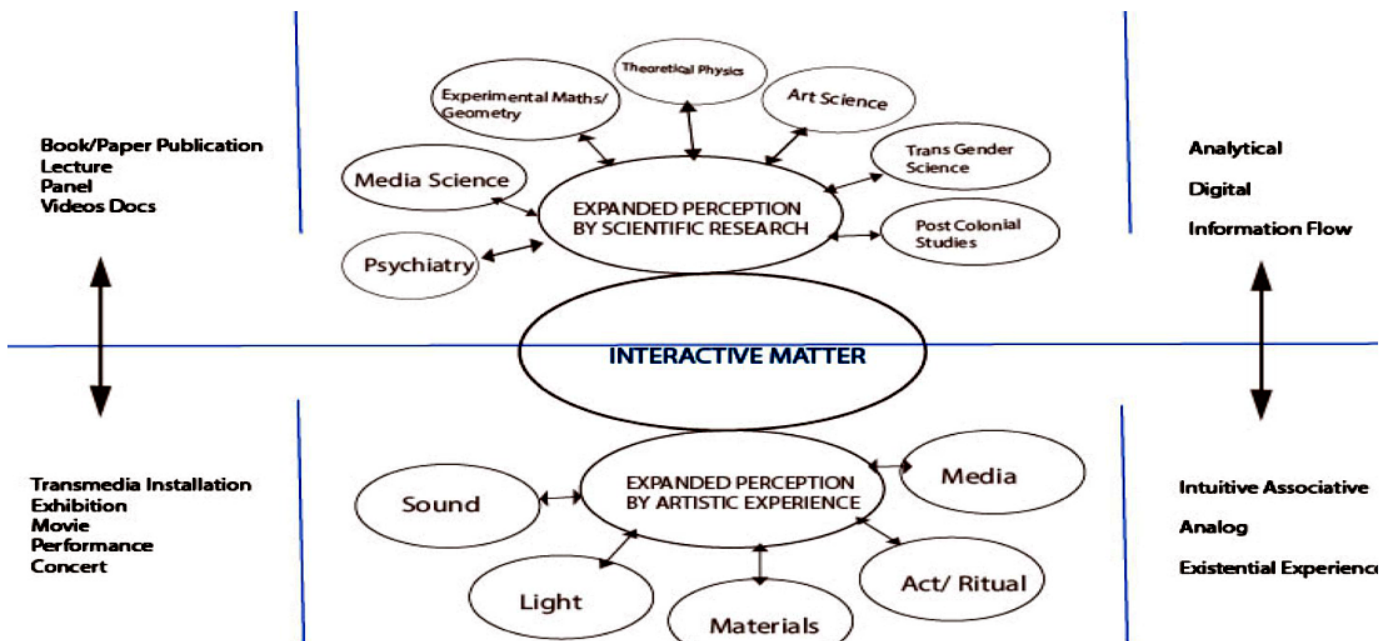 Theoretical Physics
Experimental Maths/
Geometry
Art Science
Book/Paper Publication
Lecture
Panel
Videos Docs
Media Science
Trans Gender
Science
Analytical
Digital
Information Flow
EXPANDED PERCEPTION
BY SCIENTIFIC RESEARCH
Post Colonial
Studies
Psychiatry
INTERACTIVE MATTER
Transmedia Installation
Exhibition
Movie
Performance
Concert
Sound
EXPANDED PERCEPTION
BY ARTISTIC EXPERIENCE
Media
Intuitive Associative
Analog
Existential Experience
Light
Materials
Act/ Ritual